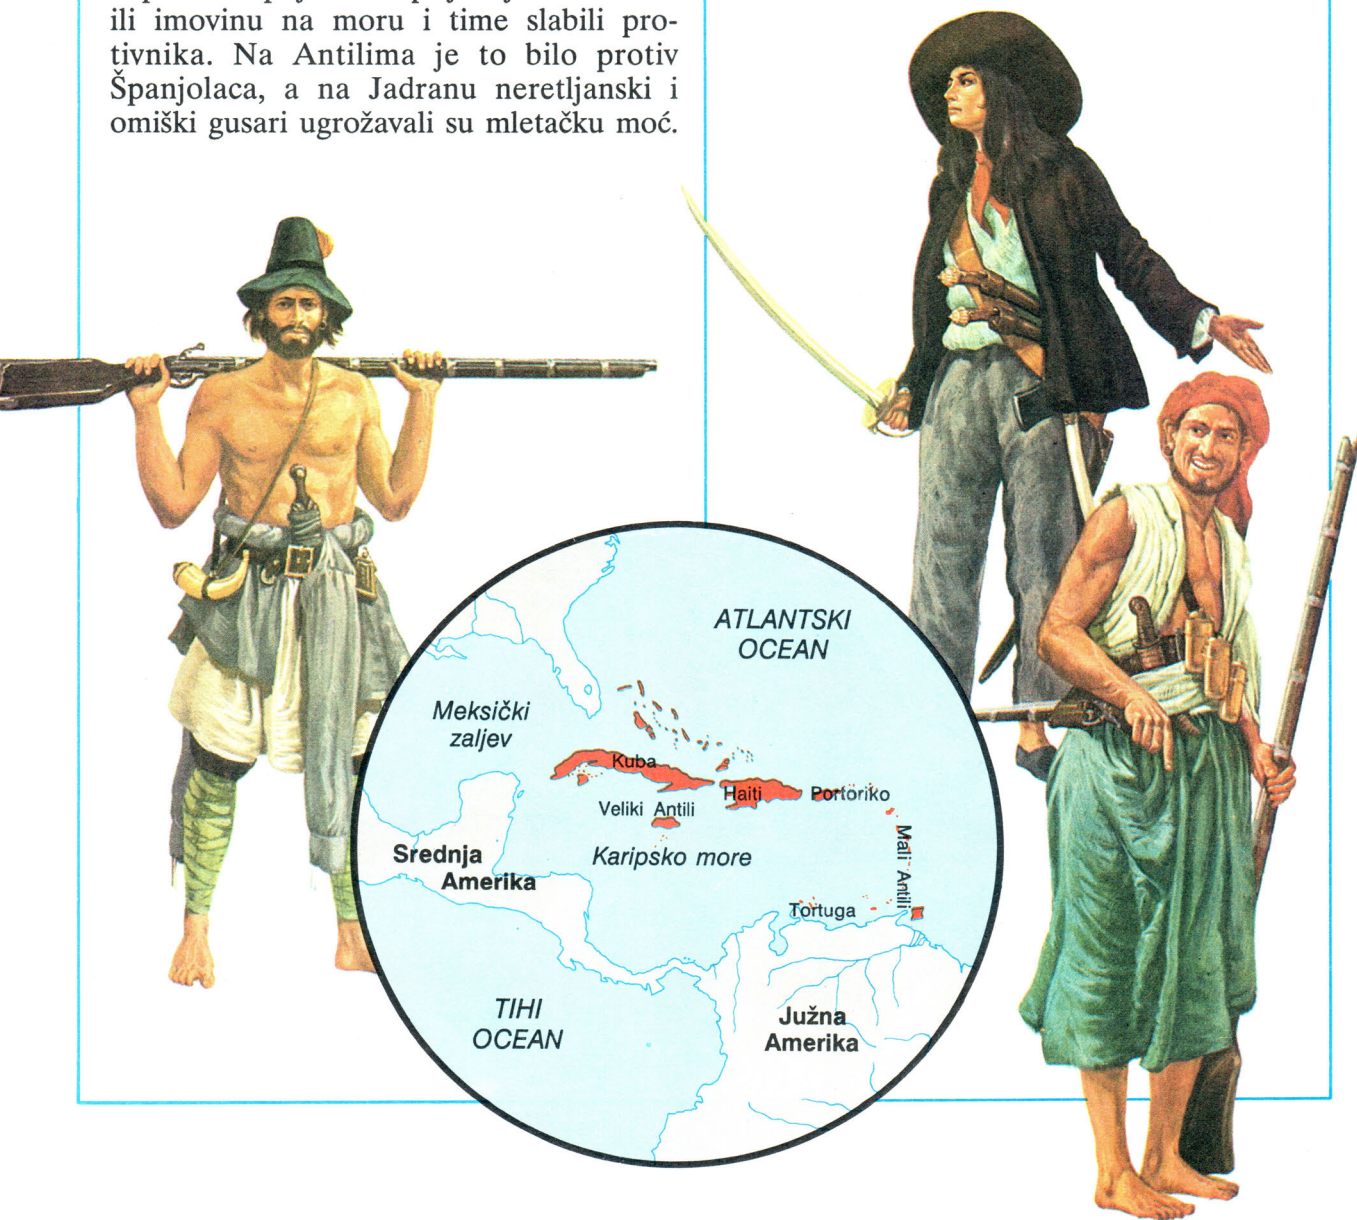 ili imovinu na moru i time slabili pro-
tivnika. Na Antilima je to bilo protiv
Španjolaca, a na Jadranu neretljanski i
omiški gusari ugrožavali su mletačku moć.
ATLANTSKI
OCEAN
Meksički
zaljev
Kuba
Haiti
Portoriko
Veliki Antili
Mali Antili
Srednja
Amerika
Karipsko more
Tortuga
TIHI
OCEAN
Južna
Amerika